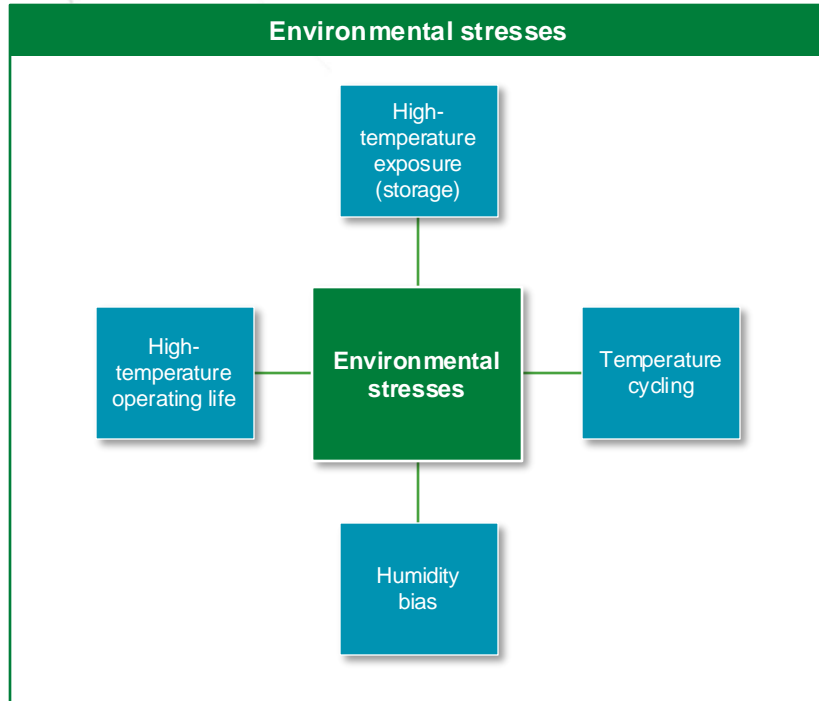 Environmental stresses
High-
temperature
exposure
(storage)
High-
temperature
operating life
Environmental
stresses
Temperature
cycling
Humidity
bias